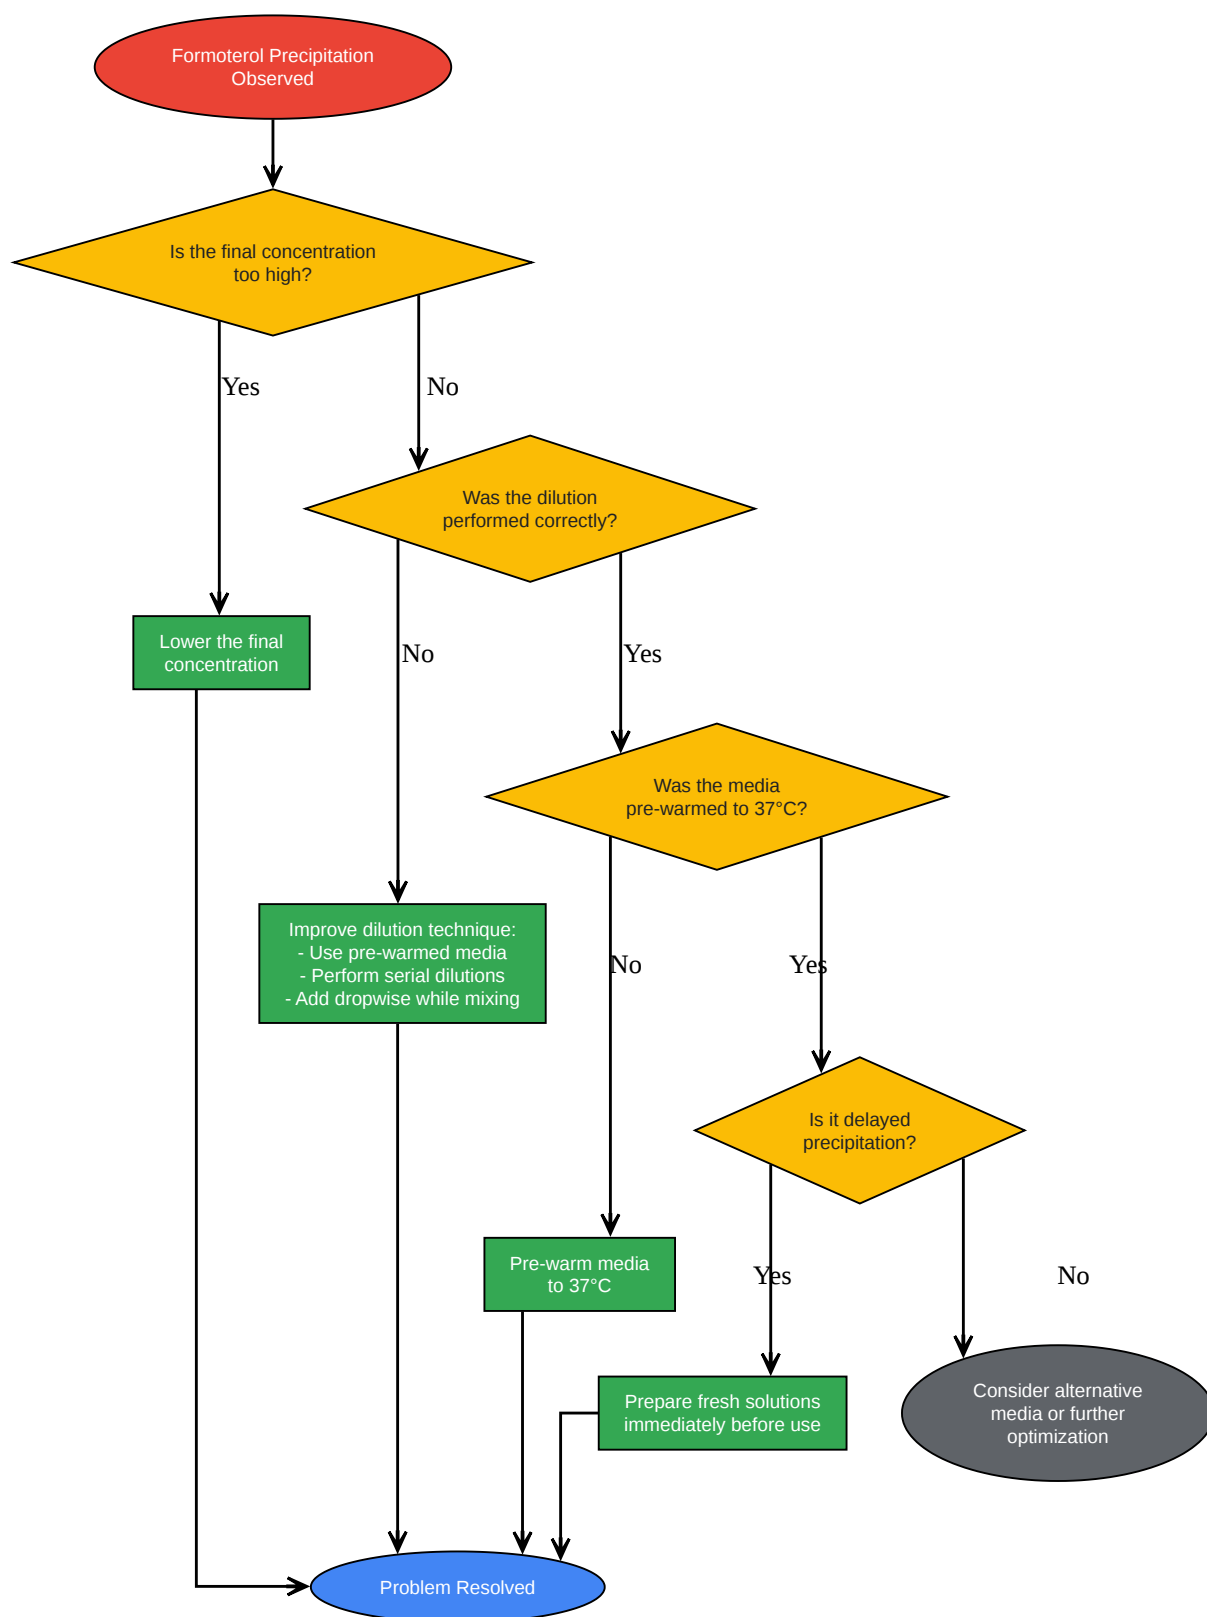 Formoterol Precipitation
Observed
Is the final concentration
too high?
Yes
No
Was the dilution
performed correctly?
Lower the final
concentration
No
Yes
Was the media
pre-warmed to 37°C?
Improve dilution technique:
- Use pre-warmed media
- Perform serial dilutions
- Add dropwise while mixing
No
Yes
Is it delayed
precipitation?
Pre-warm media
to 37°C
Yes
No
Prepare fresh solutions
immediately before use
Consider alternative
media or further
optimization
Problem Resolved